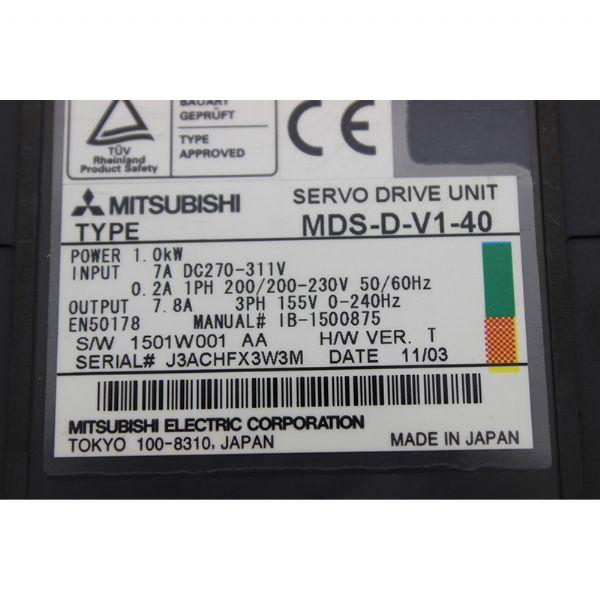 BAUART
GEPRÜFT
TYPE
APPROVED
TÜV
Rheinland
Product Safety
CE
MITSUBISHI
SERVO DRIVE UNIT
TYPE MDS-D-V1-40
POWER 1.0kW
INPUT 7A DC270-311V
0.2A 1PH 200/200-230V 50/60Hz
OUTPUT 7.8A 3PH 155V 0-240Hz
EN50178 MANUAL# IB-1500875
S/W 1501W001 AA H/W VER. T
SERIAL# J3ACHFX3W3M DATE 11/03
MITSUBISHI ELECTRIC CORPORATION
TOKYO 100-8310, JAPAN MADE IN JAPAN